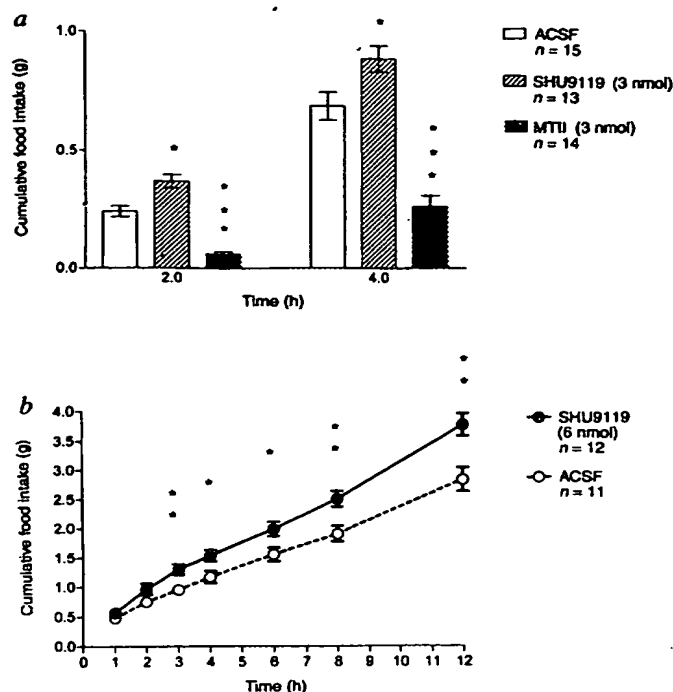 a
Cumulative food intake (g)
1.0
0.5
0.0
2.0
4.0
Time (h)
ACSF
n = 15
SHU9119 (3 nmol)
n = 13
MTII (3 nmol)
n = 14
b
Cumulative food intake (g)
4.0
3.5
3.0
2.5
2.0
1.5
1.0
0.5
0.0
0 1 2 3 4 5 6 7 8 9 10 11 12
Time (h)
SHU9119
(6 nmol)
n = 12
ACSF
n = 11